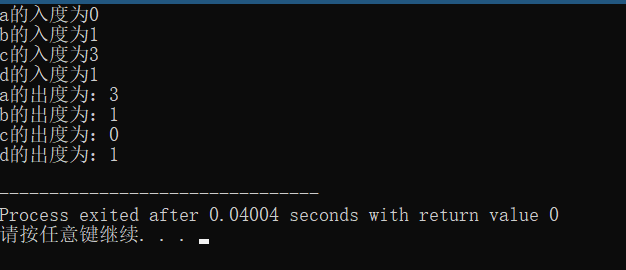 a的入度为0
b的入度为1
c的入度为3
d的入度为1
a的出度为：3
b的出度为：1
c的出度为：0
d的出度为：1
--------------------------------
Process exited after 0.04004 seconds with return value 0
请按任意键继续. . .